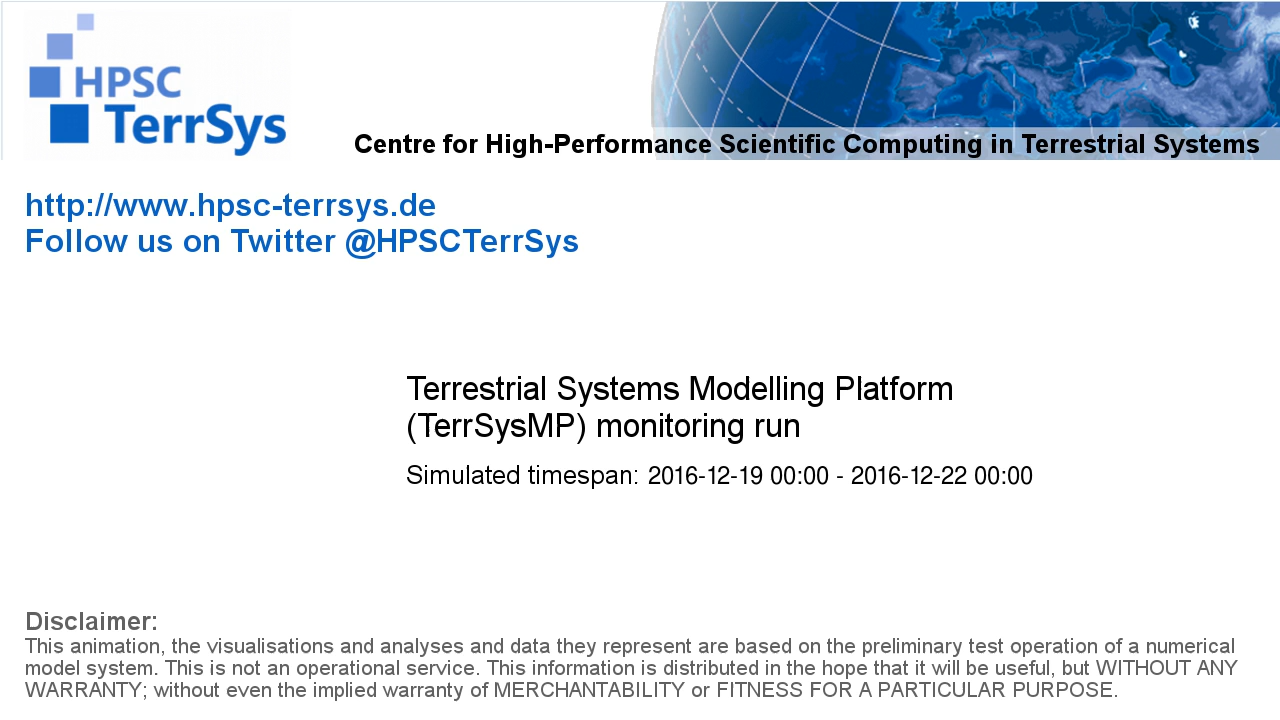 HPSC
TerrSys
Centre for High-Performance Scientific Computing in Terrestrial Systems
http://www.hpsc-terrsys.de
Follow us on Twitter @HPSCTerrSys
Terrestrial Systems Modelling Platform
(TerrSysMP) monitoring run
Simulated timespan: 2016-12-19 00:00 - 2016-12-22 00:00
Disclaimer:
This animation, the visualisations and analyses and data they represent are based on the preliminary test operation of a numerical
model system. This is not an operational service. This information is distributed in the hope that it will be useful, but WITHOUT ANY
WARRANTY; without even the implied warranty of MERCHANTABILITY or FITNESS FOR A PARTICULAR PURPOSE.